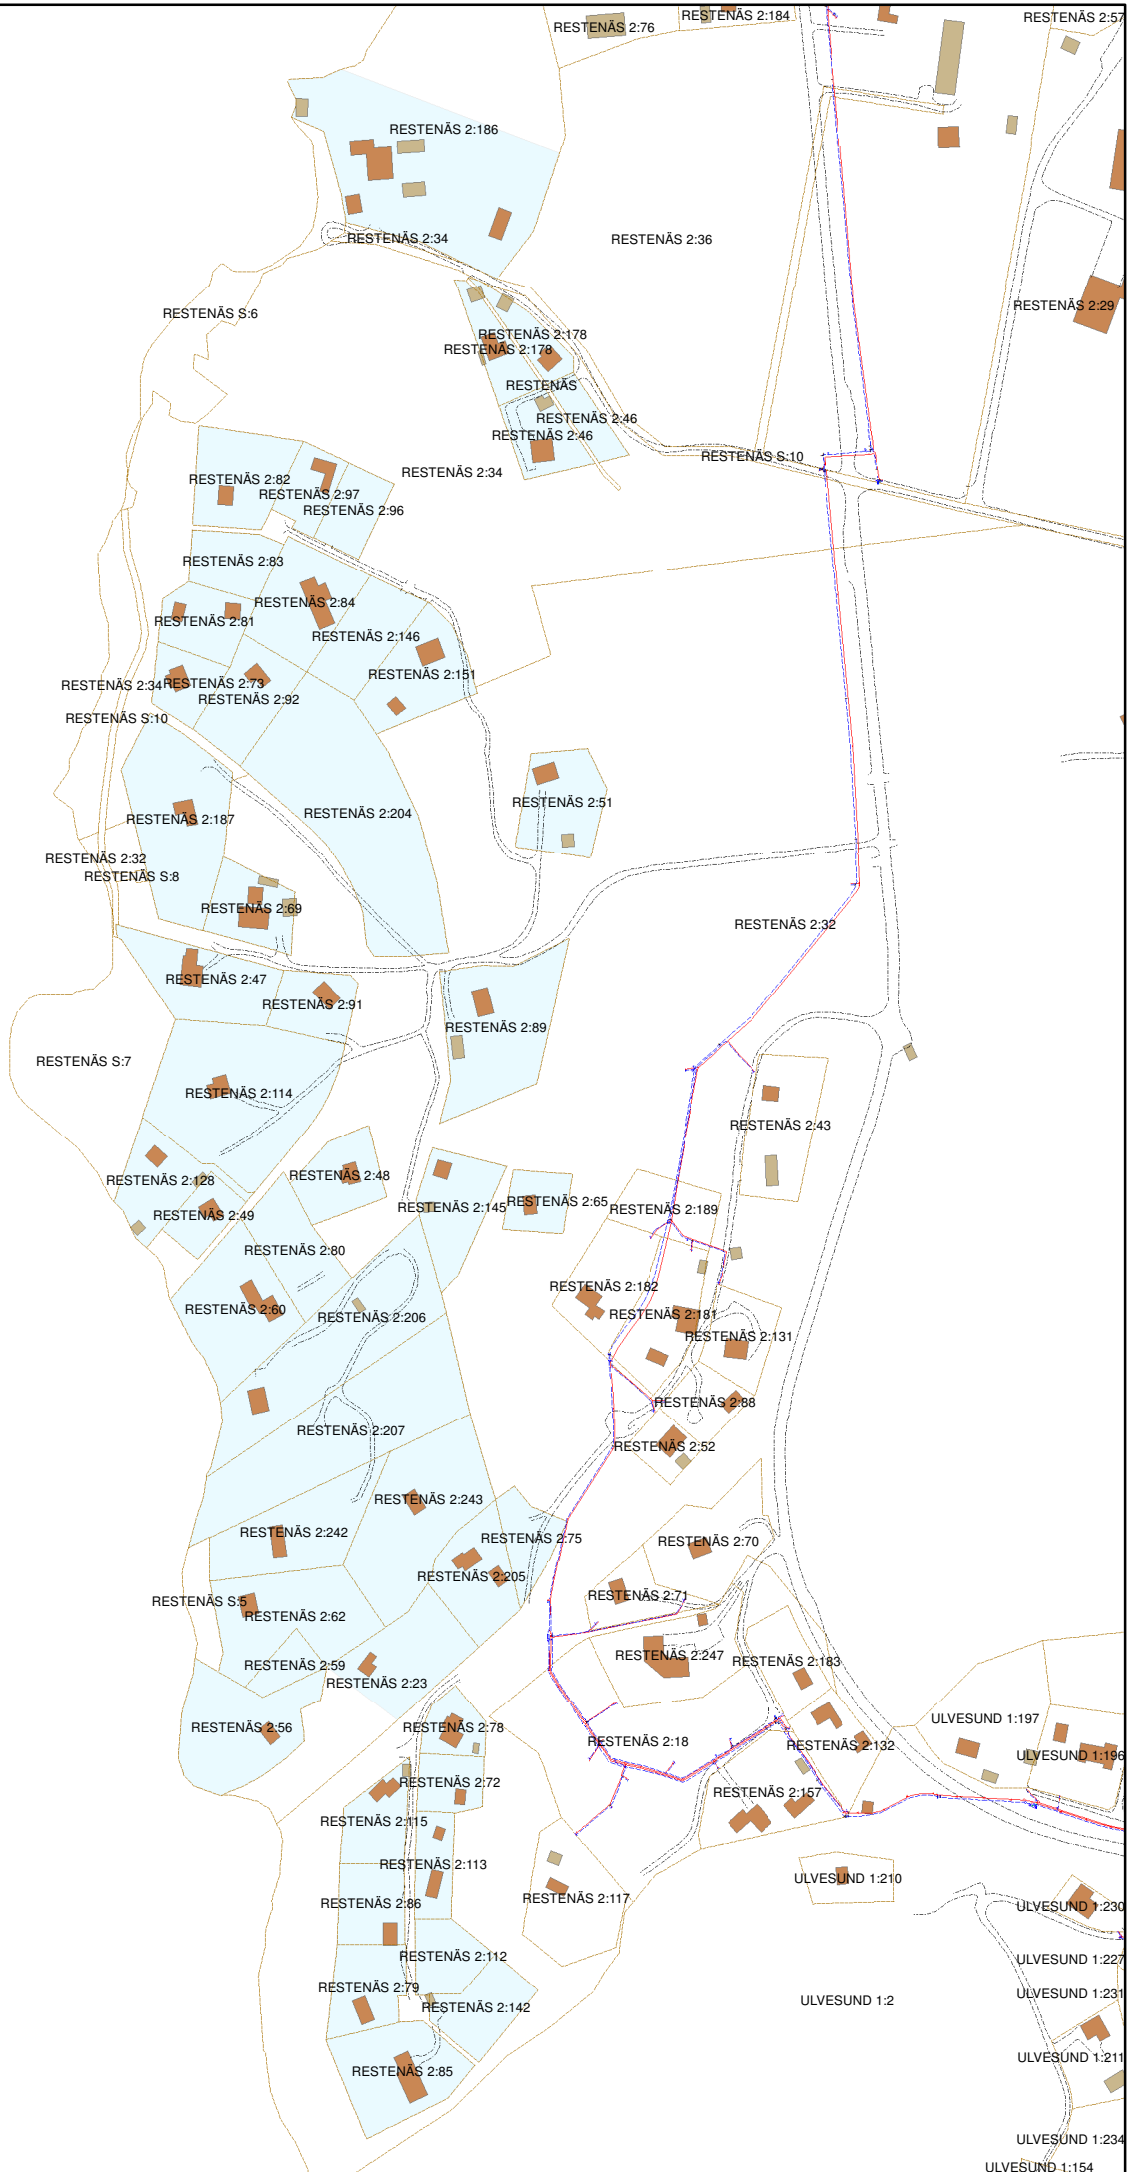 RESTENÄS 2:184
RESTENÄS 2:57
RESTENÄS 2:76
RESTENÄS 2:186
RESTENÄS 2:34
RESTENÄS 2:36
RESTENÄS 2:29
RESTENÄS S:6
RESTENÄS 2:178
RESTENÄS 2:178
RESTENÄS
RESTENÄS 2:46
RESTENÄS 2:46
RESTENÄS S:10
RESTENÄS 2:34
RESTENÄS 2:82
RESTENÄS 2:97
RESTENÄS 2:96
RESTENÄS 2:83
RESTENÄS 2:84
RESTENÄS 2:81
RESTENÄS 2:146
RESTENÄS 2:151
RESTENÄS 2:34
RESTENÄS 2:73
RESTENÄS 2:92
RESTENÄS S:10
RESTENÄS 2:51
RESTENÄS 2:204
RESTENÄS 2:187
RESTENÄS 2:32
RESTENÄS S:8
RESTENÄS 2:69
RESTENÄS 2:32
RESTENÄS 2:47
RESTENÄS 2:91
RESTENÄS 2:89
RESTENÄS S:7
RESTENÄS 2:114
RESTENÄS 2:43
RESTENÄS 2:48
RESTENÄS 2:128
RESTENÄS 2:65
RESTENÄS 2:145
RESTENÄS 2:189
RESTENÄS 2:49
RESTENÄS 2:80
RESTENÄS 2:182
RESTENÄS 2:60
RESTENÄS 2:181
RESTENÄS 2:206
RESTENÄS 2:131
RESTENÄS 2:88
RESTENÄS 2:207
RESTENÄS 2:52
RESTENÄS 2:243
RESTENÄS 2:242
RESTENÄS 2:75
RESTENÄS 2:70
RESTENÄS 2:205
RESTENÄS 2:71
RESTENÄS S:5
RESTENÄS 2:62
RESTENÄS 2:247
RESTENÄS 2:183
RESTENÄS 2:59
RESTENÄS 2:23
ULVESUND 1:197
RESTENÄS 2:56
RESTENÄS 2:78
RESTENÄS 2:18
RESTENÄS 2:132
ULVESUND 1:196
RESTENÄS 2:72
RESTENÄS 2:157
RESTENÄS 2:115
RESTENÄS 2:113
ULVESUND 1:210
RESTENÄS 2:117
RESTENÄS 2:86
ULVESUND 1:230
RESTENÄS 2:112
ULVESUND 1:227
RESTENÄS 2:79
ULVESUND 1:231
ULVESUND 1:2
RESTENÄS 2:142
ULVESUND 1:211
RESTENÄS 2:85
ULVESUND 1:234
ULVESUND 1:154